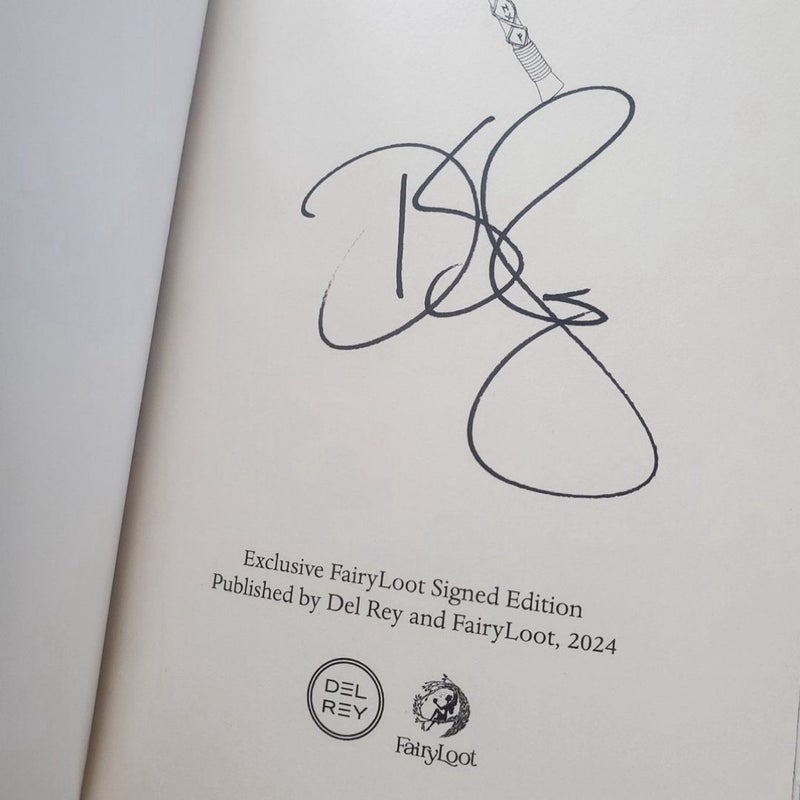 Exclusive FairyLoot Signed Edition
Published by Del Rey and FairyLoot, 2024
DEL
REY
FairyLoot